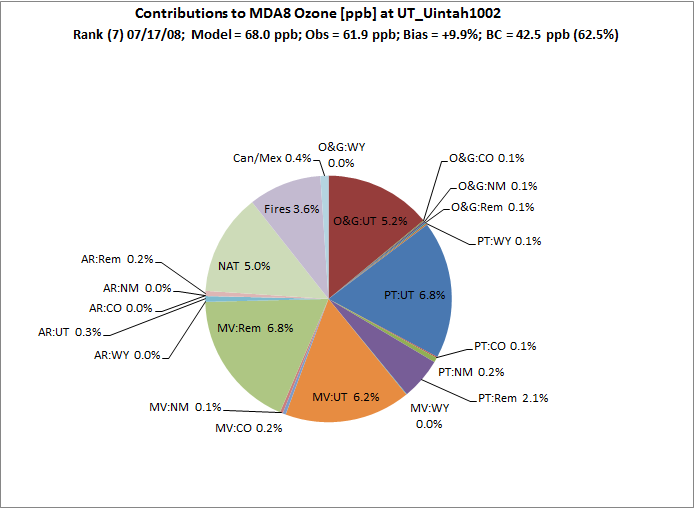 Contributions to MDA8 Ozone [ppb] at UT_Uintah1002
Rank (7) 07/17/08; Model = 68.0 ppb; Obs = 61.9 ppb; Bias = +9.9%; BC = 42.5 ppb (62.5%)
O&G:WY
0.0%
O&G:UT 5.2%
O&G:CO 0.1%
O&G:NM 0.1%
O&G:Rem 0.1%
PT:WY 0.1%
PT:UT 6.8%
PT:CO 0.1%
PT:NM 0.2%
PT:Rem 2.1%
MV:WY
0.0%
MV:UT 6.2%
MV:CO 0.2%
MV:NM 0.1%
MV:Rem 6.8%
AR:WY 0.0%
AR:UT 0.3%
AR:CO 0.0%
AR:NM 0.0%
AR:Rem 0.2%
NAT 5.0%
Fires 3.6%
Can/Mex 0.4%